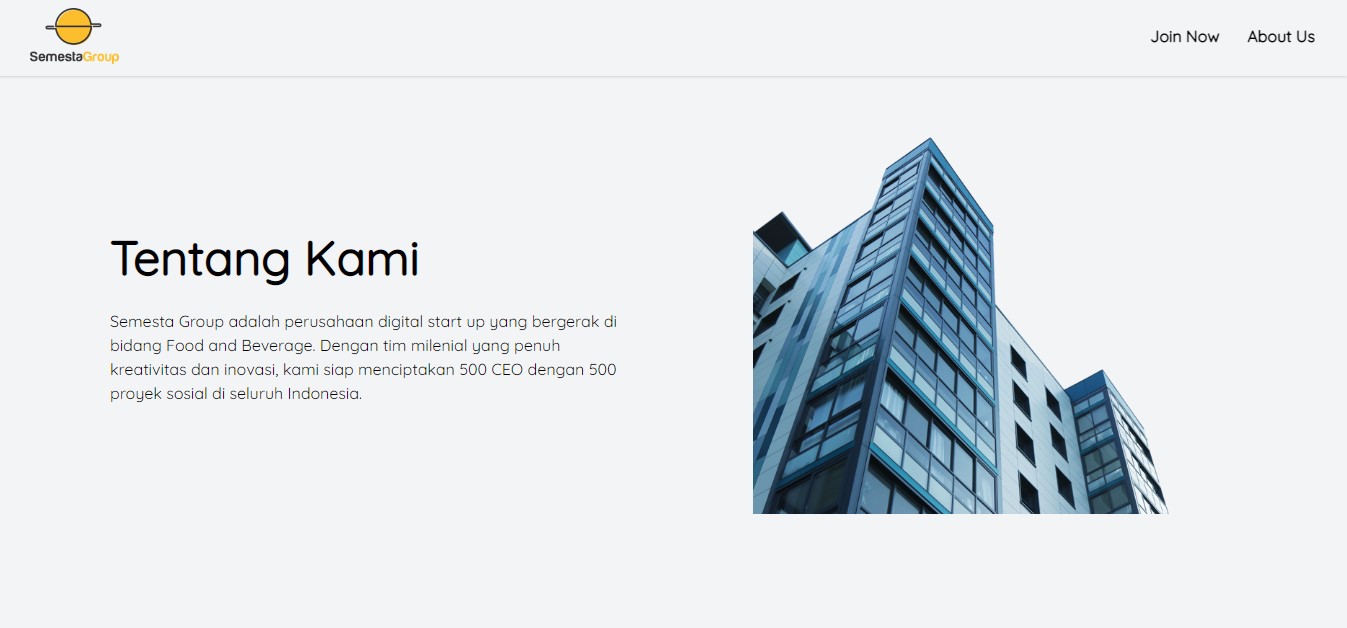 SemestaGroup
Join Now
About Us
Tentang Kami
Semesta Group adalah perusahaan digital start up yang bergerak di
bidang Food and Beverage. Dengan tim milenial yang penuh
kreativitas dan inovasi, kami siap menciptakan 500 CEO dengan 500
proyek sosial di seluruh Indonesia.